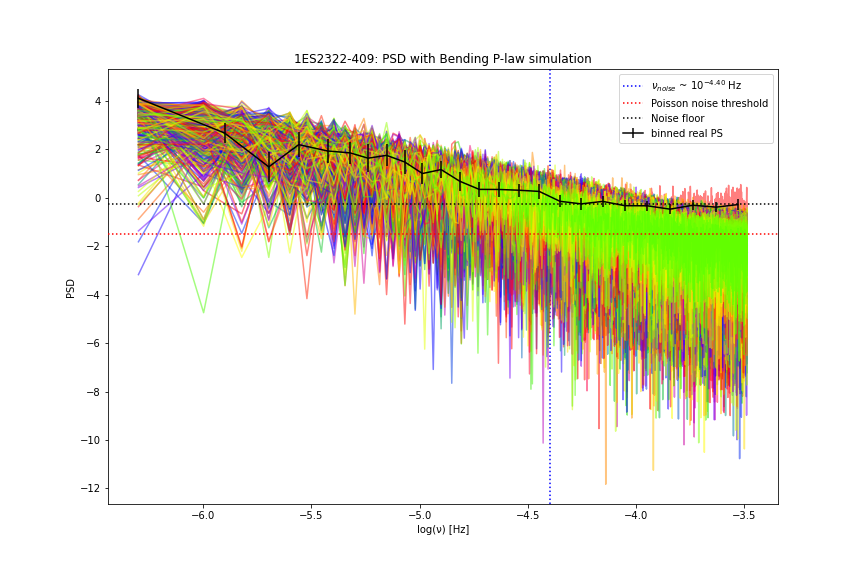 1ES2322-409: PSD with Bending P-law simulation
ν_noise ~ 10^−4.40 Hz
Poisson noise threshold
Noise floor
binned real PS
PSD
4
2
0
−2
−4
−6
−8
−10
−12
−6.0 −5.5 −5.0 −4.5 −4.0 −3.5
log(ν) [Hz]